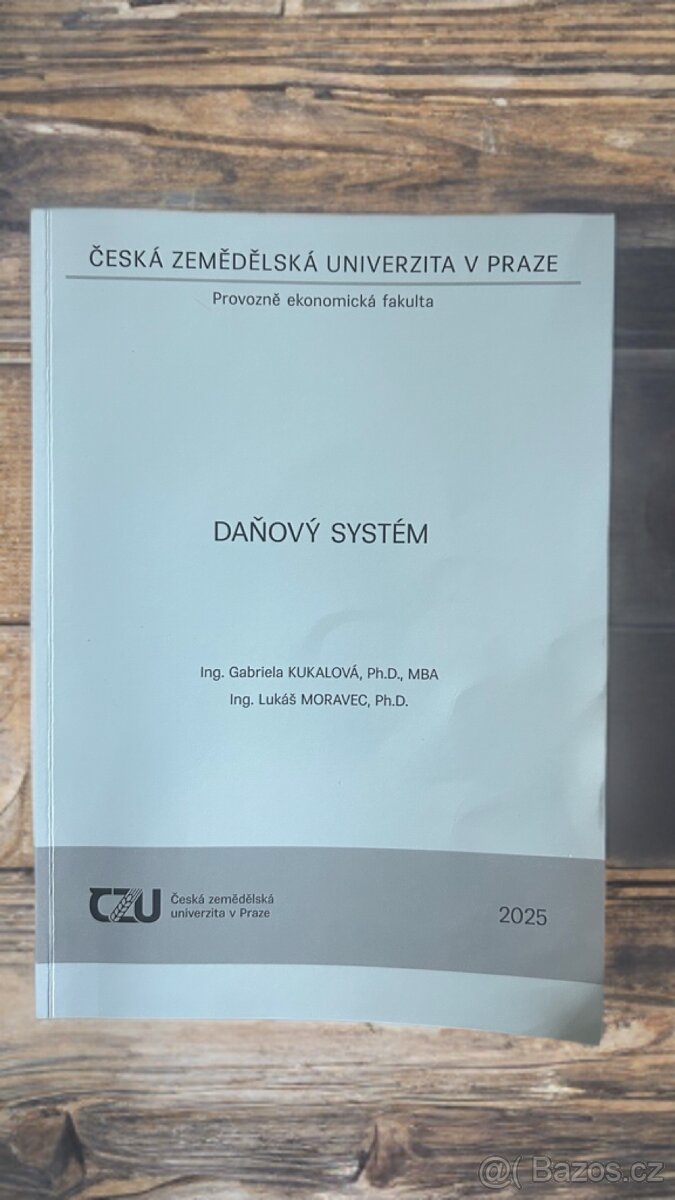 ČESKÁ ZEMĚDĚLSKÁ UNIVERZITA V PRAZE
Provozně ekonomická fakulta
DAŇOVÝ SYSTÉM
Ing. Gabriela KUKALOVÁ, Ph.D., MBA
Ing. Lukáš MORAVEC, Ph.D.
CZU
Česká zemědělská
univerzita v Praze
2025
@( Bazos.cz